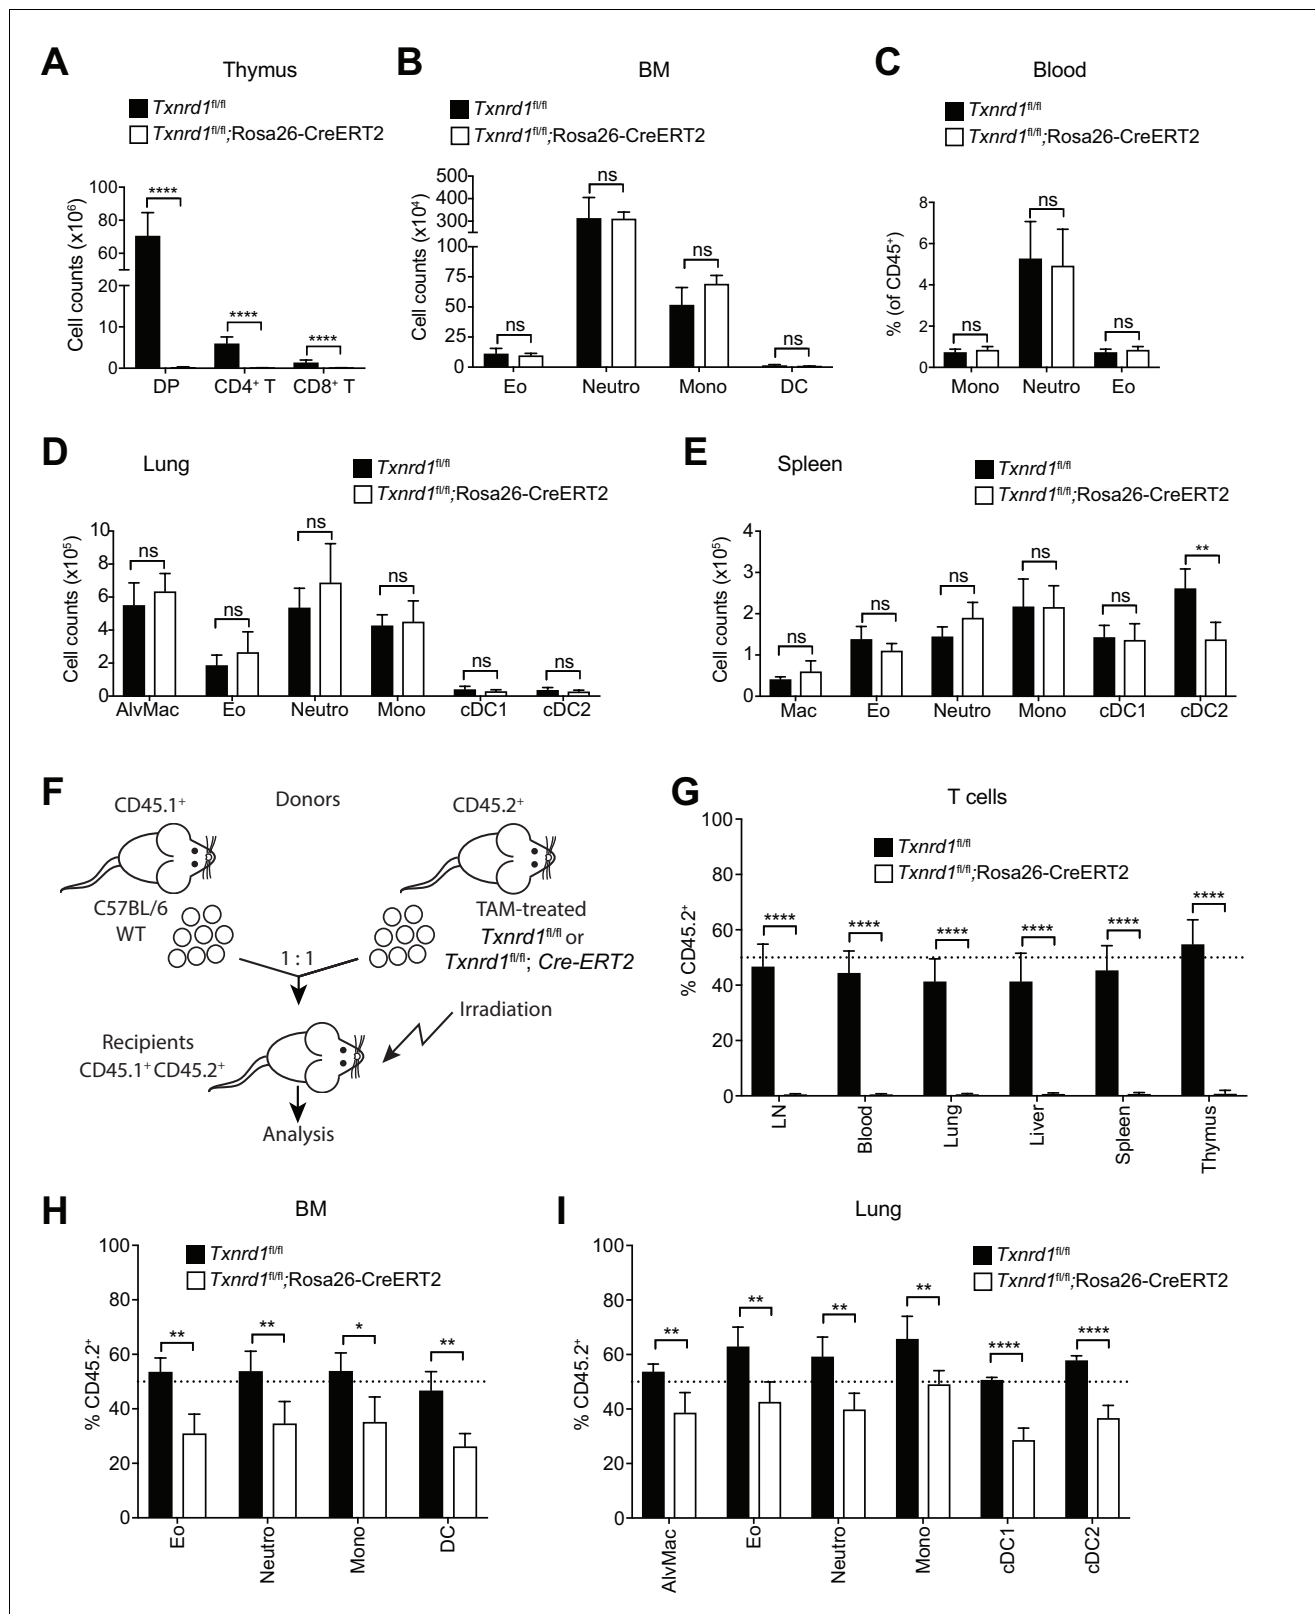 A
Thymus
Txnrd1fl/fl
Txnrd1fl/fl;Rosa26-CreERT2
Cell counts (x10⁶)
100
80
60
20
10
0
****
****
****
DP
CD4⁺ T
CD8⁺ T
B
BM
Txnrd1fl/fl
Txnrd1fl/fl;Rosa26-CreERT2
Cell counts (x10⁴)
500
400
300
100
75
50
25
0
ns
ns
ns
ns
Eo
Neutro
Mono
DC
C
Blood
Txnrd1fl/fl
Txnrd1fl/fl;Rosa26-CreERT2
% (of CD45⁺)
8
6
4
2
0
ns
ns
ns
Mono
Neutro
Eo
D
Lung
Txnrd1fl/fl
Txnrd1fl/fl;Rosa26-CreERT2
Cell counts (x10⁵)
10
8
6
4
2
0
ns
ns
ns
ns
ns
ns
AlvMac
Eo
Neutro
Mono
cDC1
cDC2
E
Spleen
Txnrd1fl/fl
Txnrd1fl/fl;Rosa26-CreERT2
Cell counts (x10⁵)
4
3
2
1
0
ns
ns
ns
ns
ns
**
Mac
Eo
Neutro
Mono
cDC1
cDC2
F
Donors
CD45.1⁺
CD45.2⁺
C57BL/6
WT
TAM-treated
Txnrd1fl/fl or
Txnrd1fl/fl; Cre-ERT2
1 : 1
Irradiation
Recipients
CD45.1⁺CD45.2⁺
Analysis
G
T cells
Txnrd1fl/fl
Txnrd1fl/fl;Rosa26-CreERT2
% CD45.2⁺
100
80
60
40
20
0
****
****
****
****
****
****
LN
Blood
Lung
Liver
Spleen
Thymus
H
BM
Txnrd1fl/fl
Txnrd1fl/fl;Rosa26-CreERT2
% CD45.2⁺
100
80
60
40
20
0
**
**
*
**
Eo
Neutro
Mono
DC
I
Lung
Txnrd1fl/fl
Txnrd1fl/fl;Rosa26-CreERT2
% CD45.2⁺
100
80
60
40
20
0
**
**
**
**
****
****
AlvMac
Eo
Neutro
Mono
cDC1
cDC2